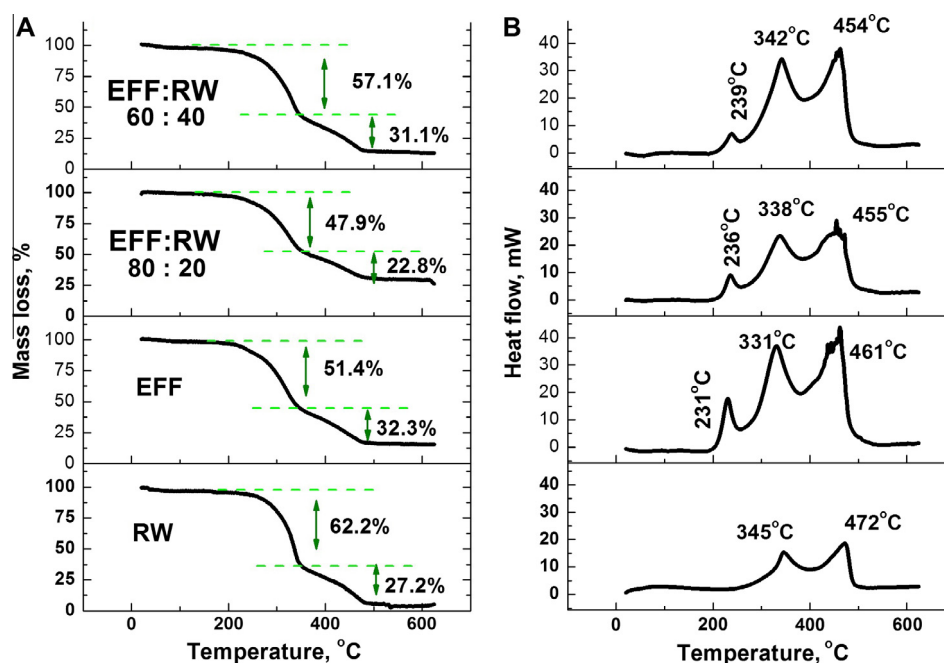 A
B
Mass loss, %
100
75
50
25
0
EFF:RW
60 : 40
57.1%
31.1%
100
75
50
25
0
EFF:RW
80 : 20
47.9%
22.8%
100
75
50
25
0
EFF
51.4%
32.3%
100
75
50
25
0
RW
62.2%
27.2%
0 200 400 600
Temperature, °C
Heat flow, mW
40
30
20
10
0
239°C
342°C
454°C
40
30
20
10
0
236°C
338°C
455°C
40
30
20
10
0
231°C
331°C
461°C
40
30
20
10
0
345°C
472°C
0 200 400 600
Temperature, °C